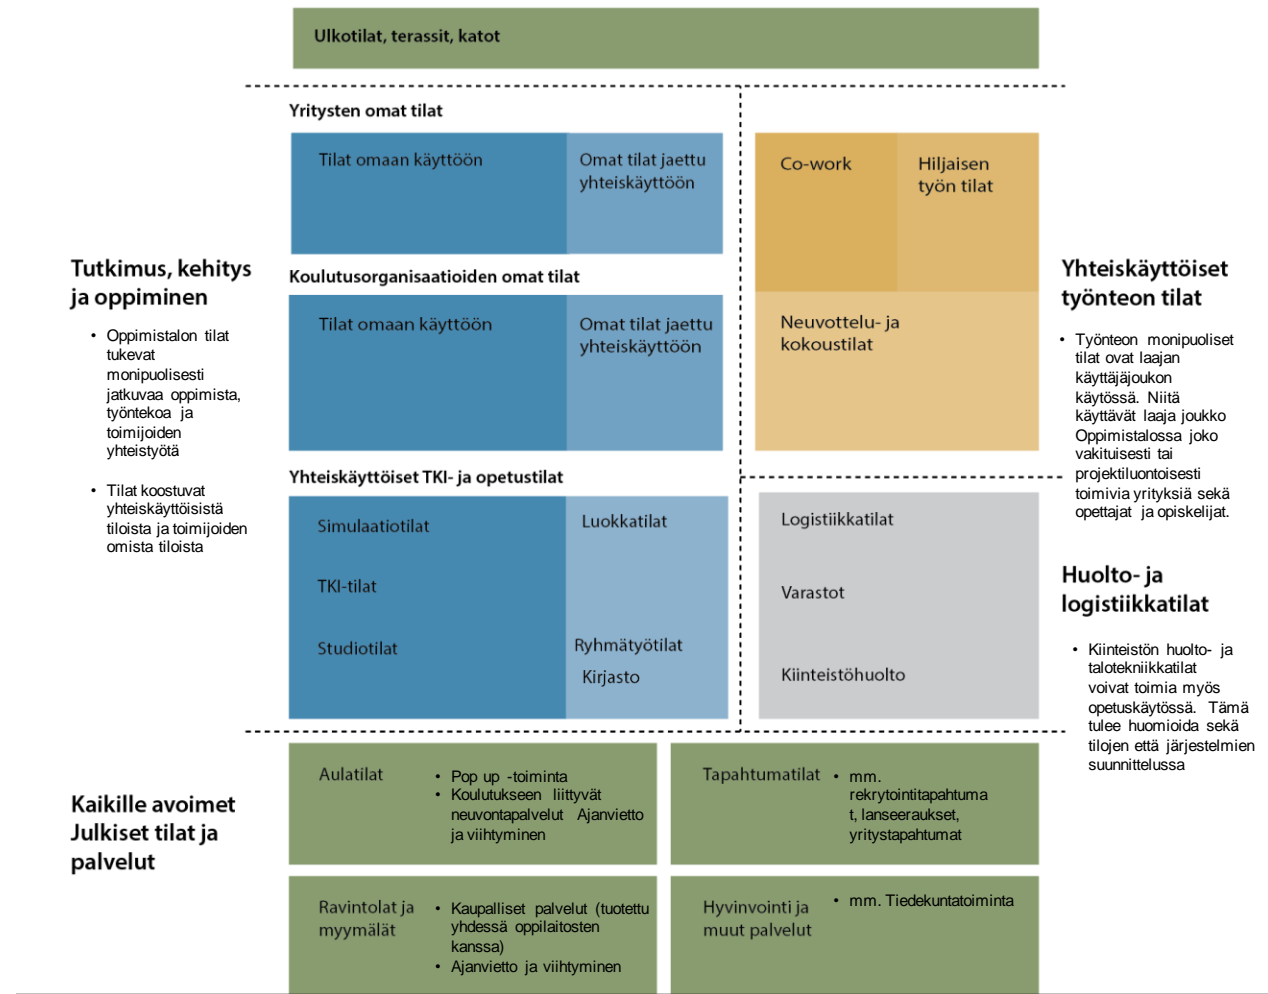 Ulkotilat, terassit, katot
Yritysten omat tilat
Tilat omaan käyttöön
Omat tilat jaettu
yhteiskäyttöön
Koulutusorganisaatioiden omat tilat
Tilat omaan käyttöön
Omat tilat jaettu
yhteiskäyttöön
Yhteiskäyttöiset TKI- ja opetustilat
Simulaatiotilat
TKI-tilat
Studiotilat
Luokkatilat
Ryhmätyötilat
Kirjasto
Tutkimus, kehitys
ja oppiminen
• Oppimistalon tilat
tukevat
monipuolisesti
jatkuvaa oppimista,
työntekoa ja
toimijoiden
yhteistyötä
• Tilat koostuvat
yhteiskäyttöisistä
tiloista ja toimijoiden
omista tiloista
Co-work
Hiljaisen
työn tilat
Neuvottelu- ja
kokoustilat
Yhteiskäyttöiset
työnteon tilat
• Työnteon monipuoliset
tilat ovat laajan
käyttäjäjoukon
käytössä. Niitä
käyttävät laaja joukko
Oppimistalossa joko
vakituisesti tai
projektiluontoisesti
toimivia yrityksiä sekä
opettajat ja opiskelijat.
Logistiikkatilat
Varastot
Kiinteistöhuolto
Huolto- ja
logistiikkatilat
• Kiinteistön huolto- ja
talotekniikkatilat
voivat toimia myös
opetuskäytössä. Tämä
tulee huomioida sekä
tilojen että järjestelmien
suunnittelussa
Kaikille avoimet
Julkiset tilat ja
palvelut
Aulatilat
• Pop up -toiminta
• Koulutukseen liittyvät
neuvontapalvelut Ajanvietto
ja viihtyminen
Tapahtumatilat
• mm.
rekrytointitapahtuma
t, lanseeraukset,
yritystapahtumat
Ravintolat ja
myymälät
• Kaupalliset palvelut (tuotettu
yhdessä oppilaitosten
kanssa)
• Ajanvietto ja viihtyminen
Hyvinvointi ja
muut palvelut
• mm. Tiedekuntatoiminta